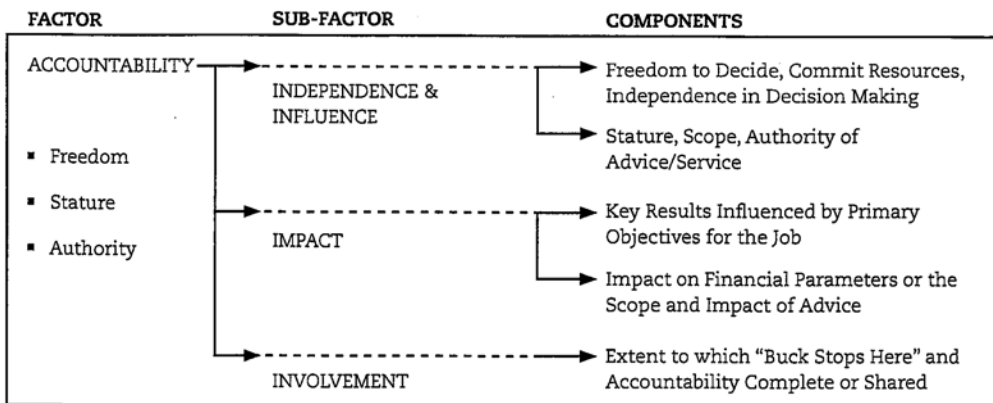 FACTOR
SUB-FACTOR
COMPONENTS
ACCOUNTABILITY
▪ Freedom
▪ Stature
▪ Authority
INDEPENDENCE &
INFLUENCE
Freedom to Decide, Commit Resources,
Independence in Decision Making
Stature, Scope, Authority of
Advice/Service
IMPACT
Key Results Influenced by Primary
Objectives for the Job
Impact on Financial Parameters or the
Scope and Impact of Advice
INVOLVEMENT
Extent to which “Buck Stops Here” and
Accountability Complete or Shared